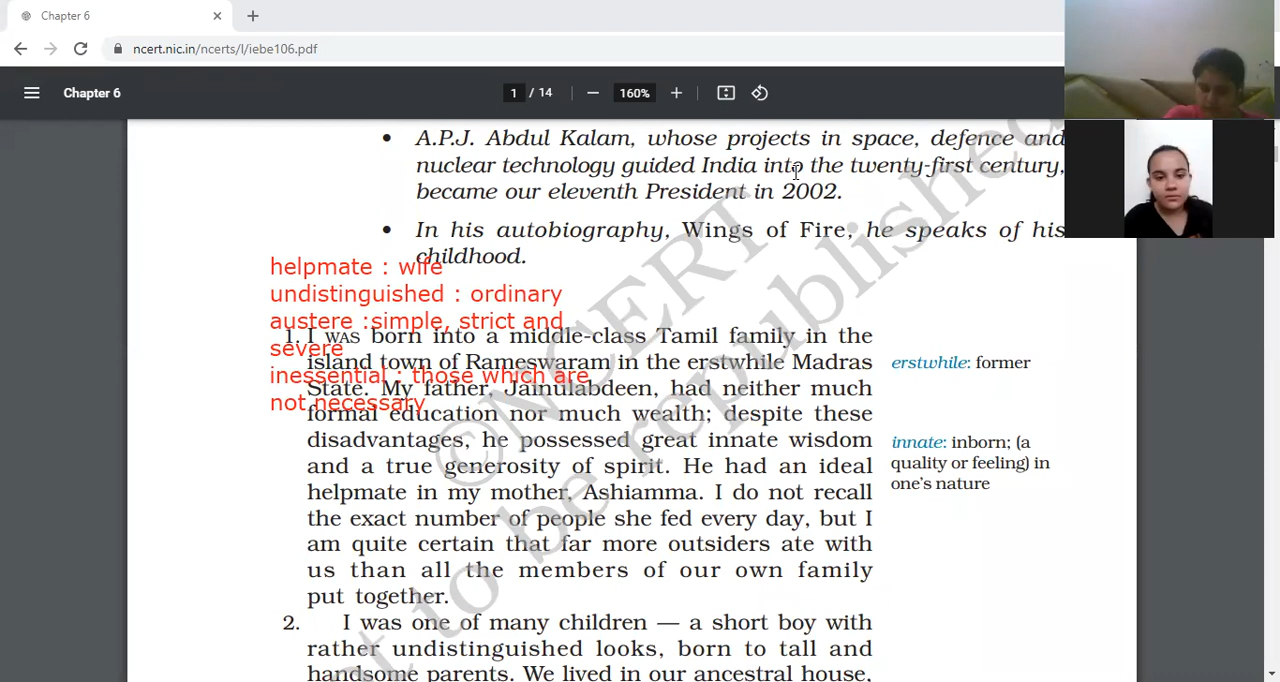 Chapter 6
ncert.nic.in/ncerts/l/iebe106.pdf
Chapter 6
1 / 14
160%
• A.P.J. Abdul Kalam, whose projects in space, defence and
nuclear technology guided India into the twenty-first century,
became our eleventh President in 2002.
• In his autobiography, Wings of Fire, he speaks of his
childhood.
helpmate : wife
undistinguished : ordinary
austere :simple, strict and
severe
inessential : those which are
not necessary
1. I WAS born into a middle-class Tamil family in the
island town of Rameswaram in the erstwhile Madras
State. My father, Jainulabdeen, had neither much
formal education nor much wealth; despite these
disadvantages, he possessed great innate wisdom
and a true generosity of spirit. He had an ideal
helpmate in my mother, Ashiamma. I do not recall
the exact number of people she fed every day, but I
am quite certain that far more outsiders ate with
us than all the members of our own family
put together.
erstwhile: former
innate: inborn; (a
quality or feeling) in
one's nature
2. I was one of many children — a short boy with
rather undistinguished looks, born to tall and
handsome parents. We lived in our ancestral house,
©NCERT
not to be republished